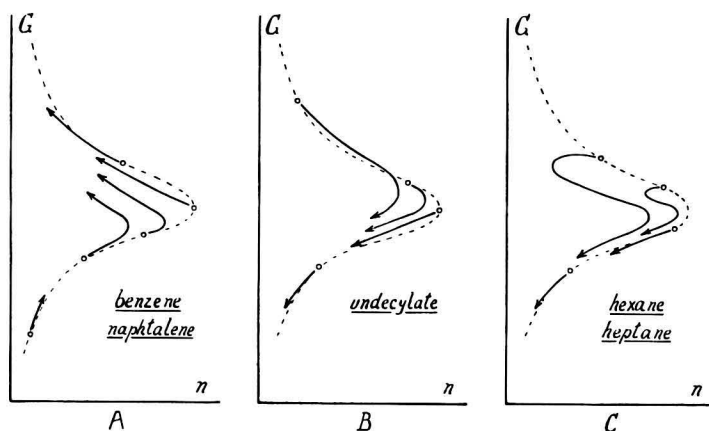 G
benzene
naphtalene
n
A
G
undecylate
n
B
G
hexane
heptane
n
C